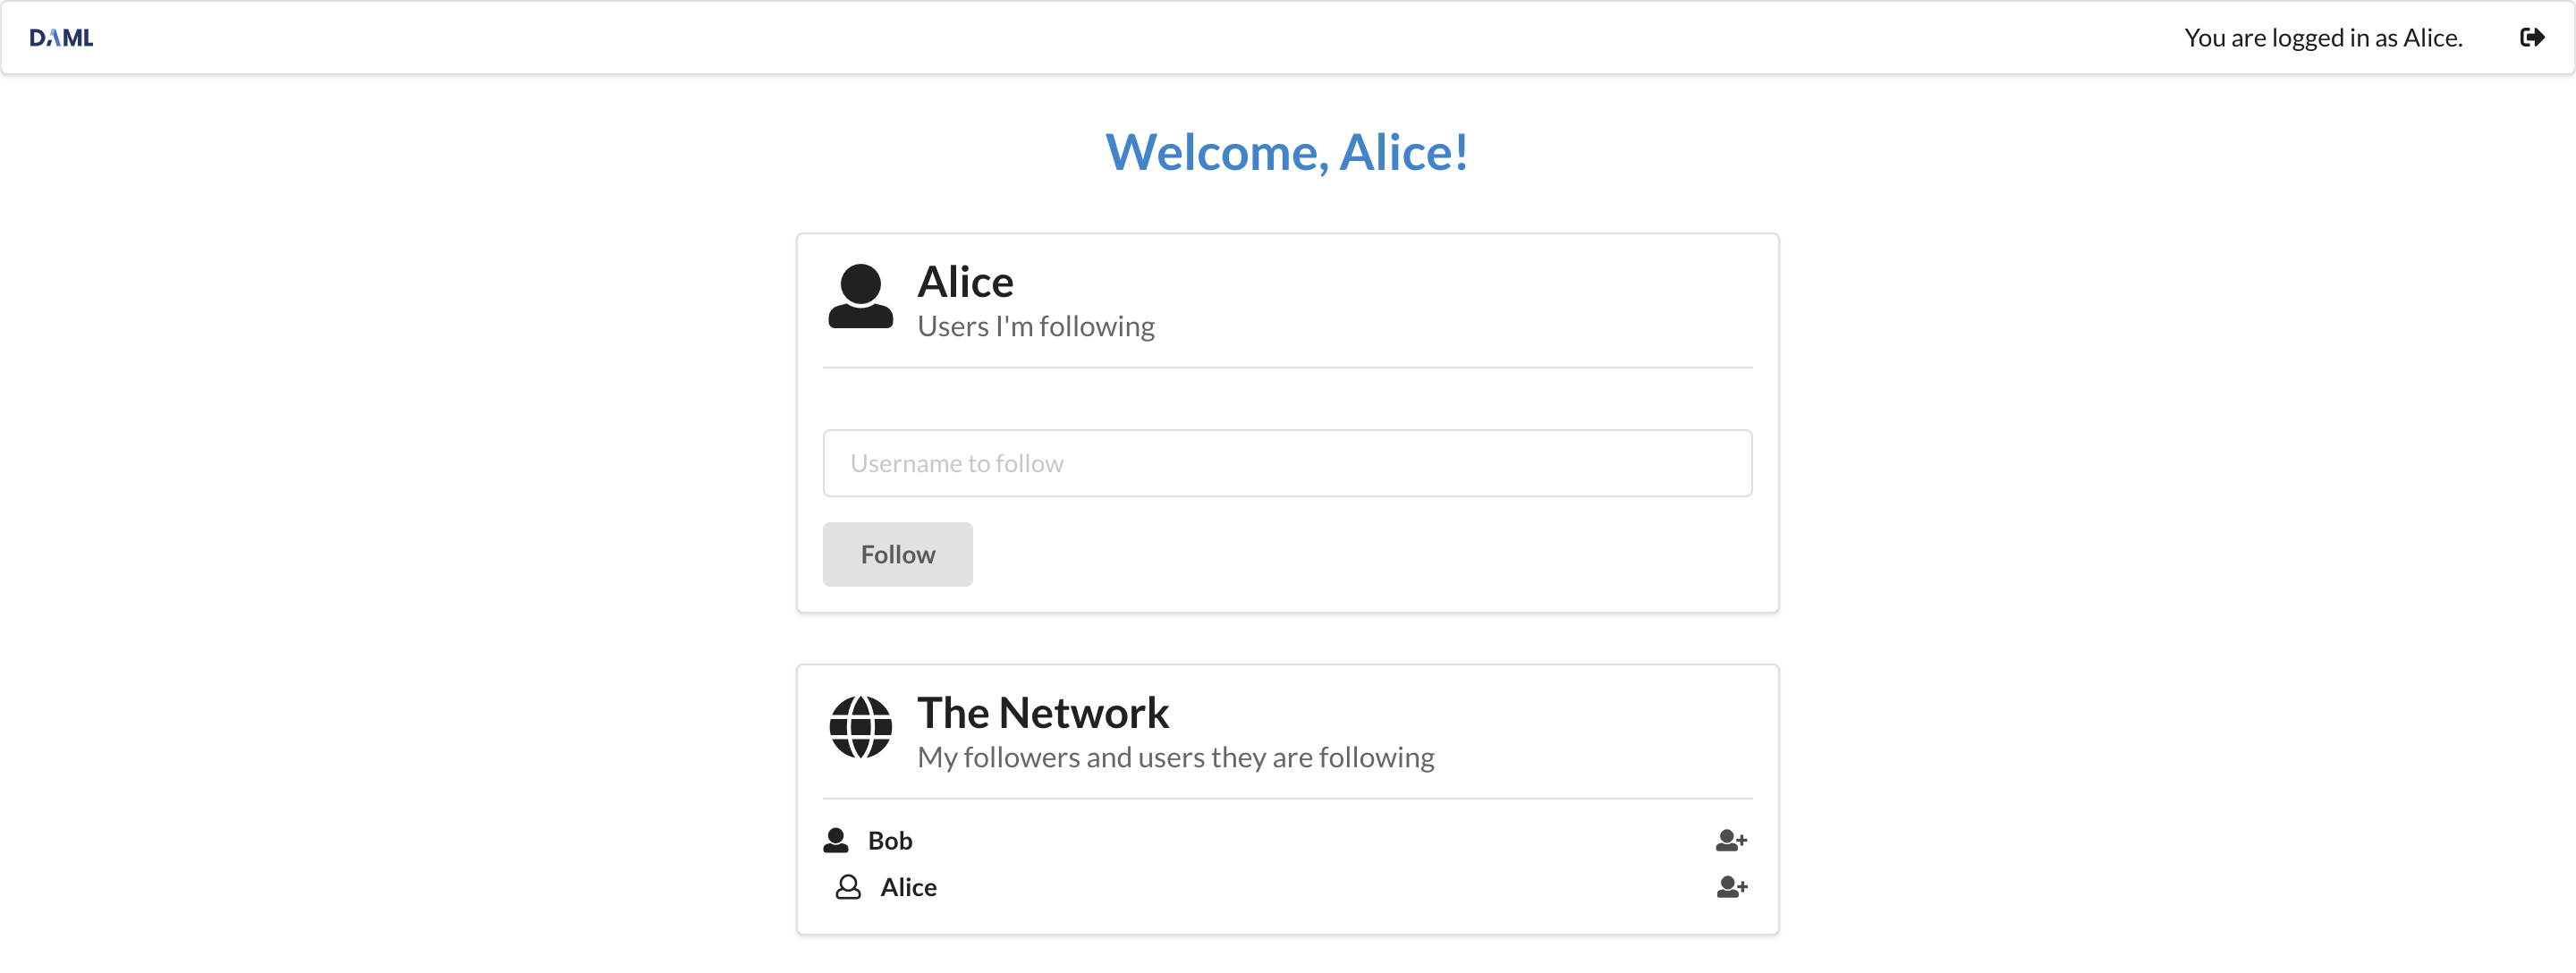 DAML
You are logged in as Alice.
Welcome, Alice!
Alice
Users I'm following
Username to follow
Follow
The Network
My followers and users they are following
Bob
Alice